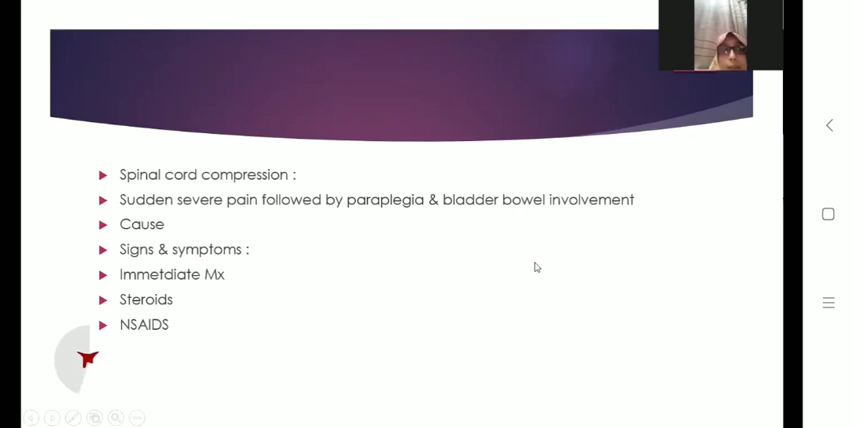 Spinal cord compression :
Sudden severe pain followed by paraplegia & bladder bowel involvement
Cause
Signs & symptoms :
Immetdiate Mx
Steroids
NSAIDS